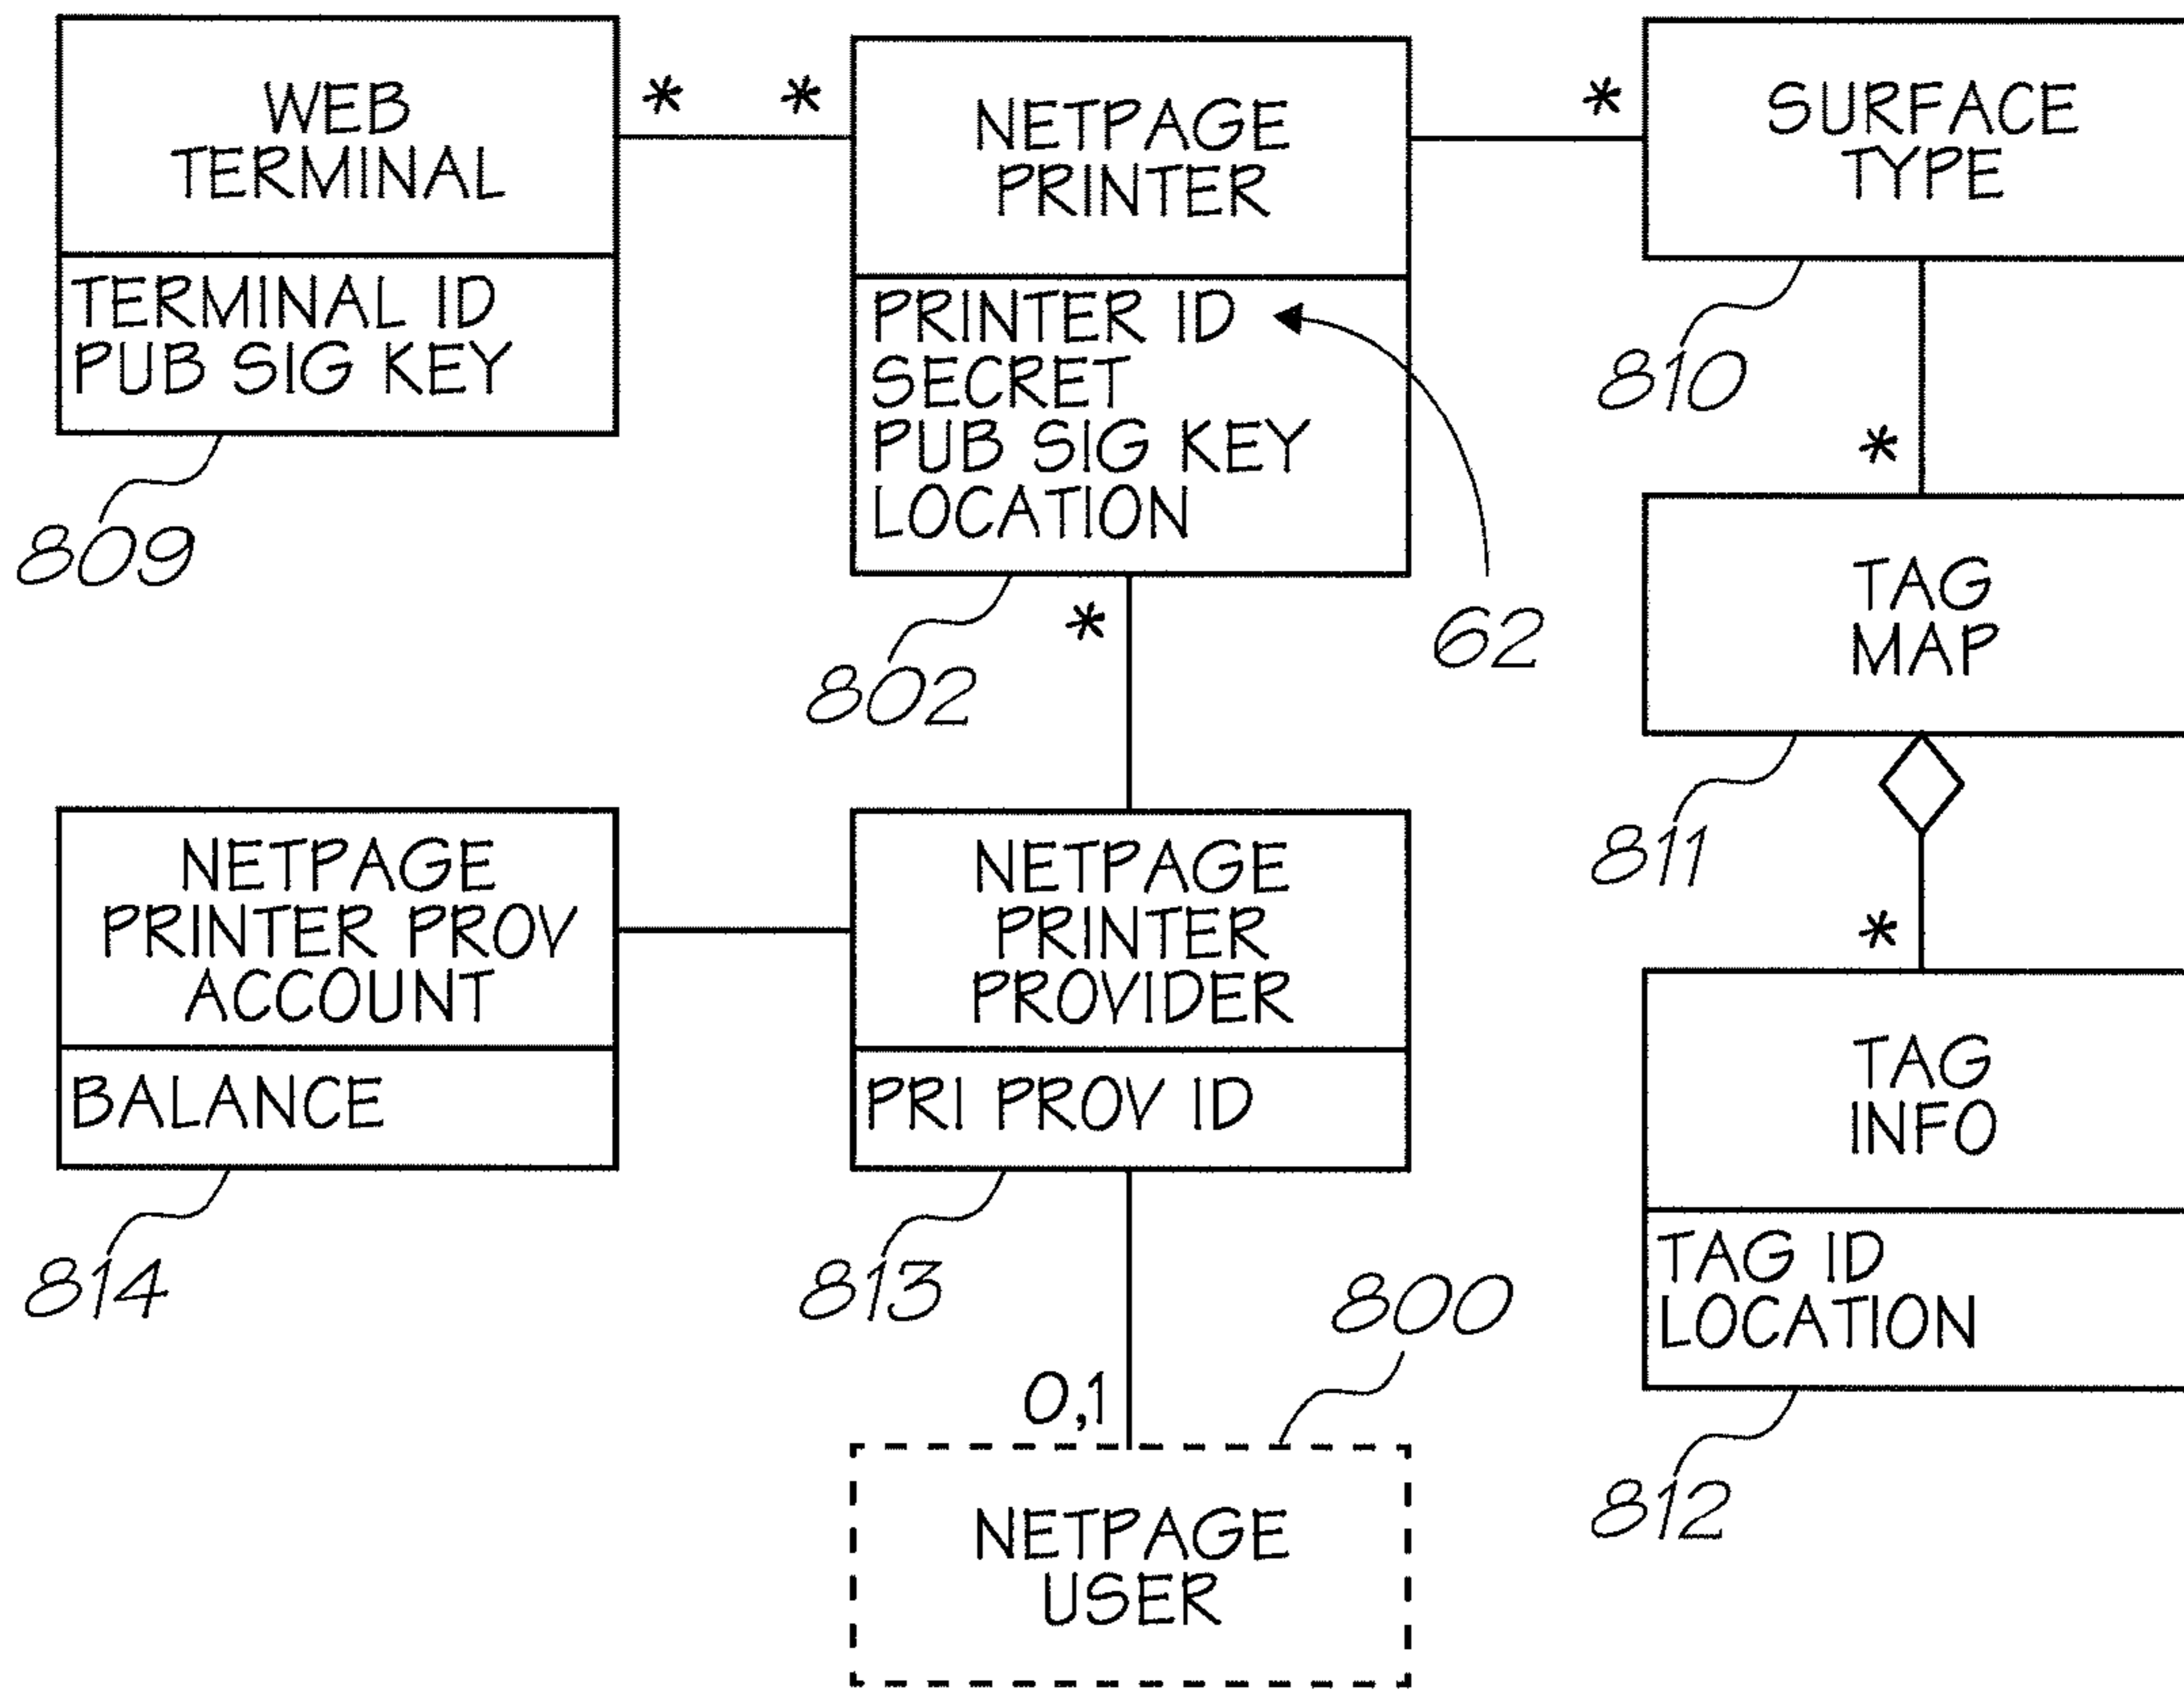 WEB
TERMINAL
TERMINAL ID
PUB SIG KEY
809
*
*
NETPAGE
PRINTER
PRINTER ID
SECRET
PUB SIG KEY
LOCATION
62
802
*
*
SURFACE
TYPE
810
*
TAG
MAP
811
*
NETPAGE
PRINTER PROV
ACCOUNT
BALANCE
814
NETPAGE
PRINTER
PROVIDER
PRI PROV ID
813
TAG
INFO
TAG ID
LOCATION
812
800
0,1
NETPAGE
USER